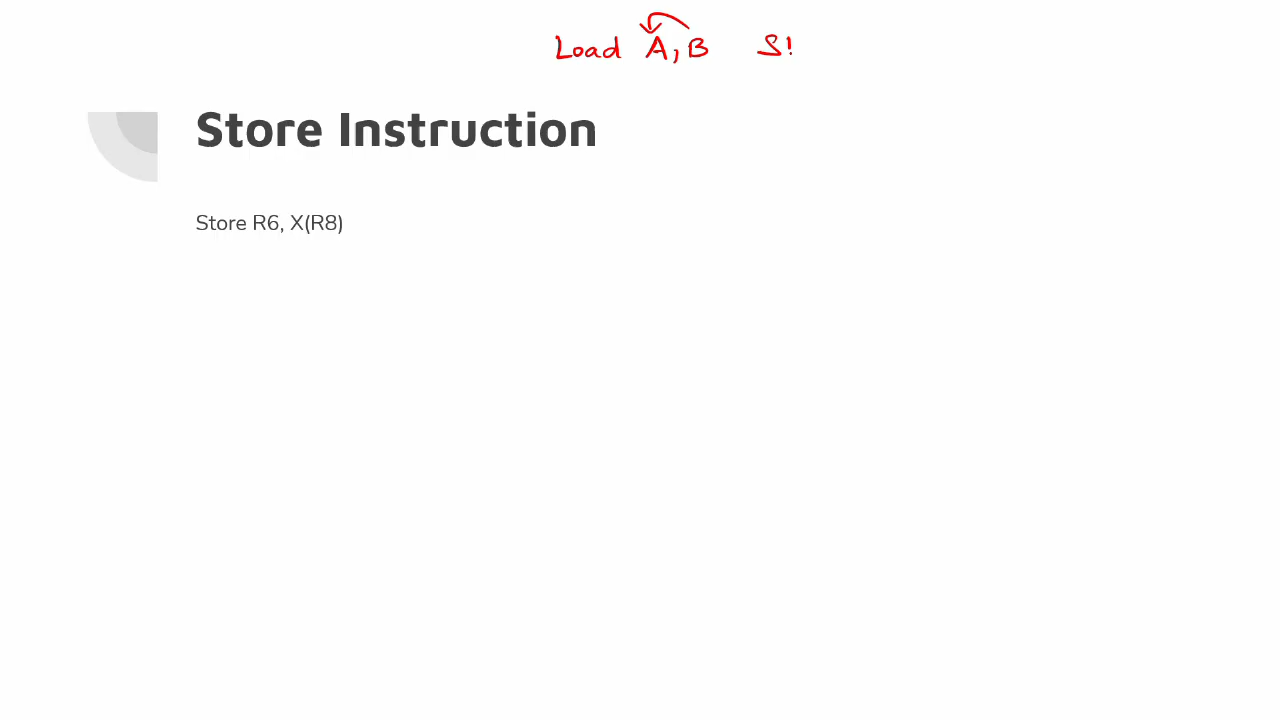 Load A, B
Store Instruction
Store R6, X(R8)